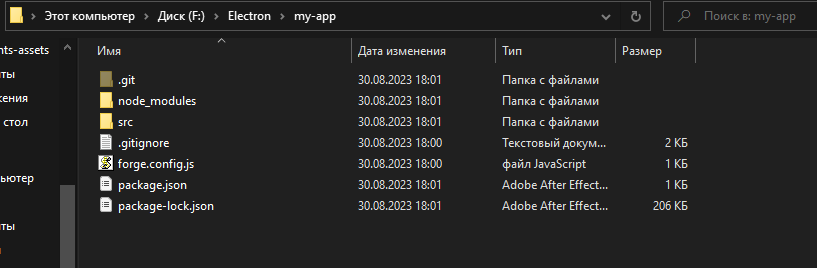 Этот компьютер > Диск (F:) > Electron > my-app Поиск в: my-app
nts-assets
Имя Дата изменения Тип Размер
.git 30.08.2023 18:01 Папка с файлами
node_modules 30.08.2023 18:01 Папка с файлами
src 30.08.2023 18:01 Папка с файлами
стол
.gitignore 30.08.2023 18:00 Текстовый докум... 2 КБ
forge.config.js 30.08.2023 18:00 файл JavaScript 1 КБ
package.json 30.08.2023 18:01 Adobe After Effect... 1 КБ
package-lock.json 30.08.2023 18:01 Adobe After Effect... 206 КБ